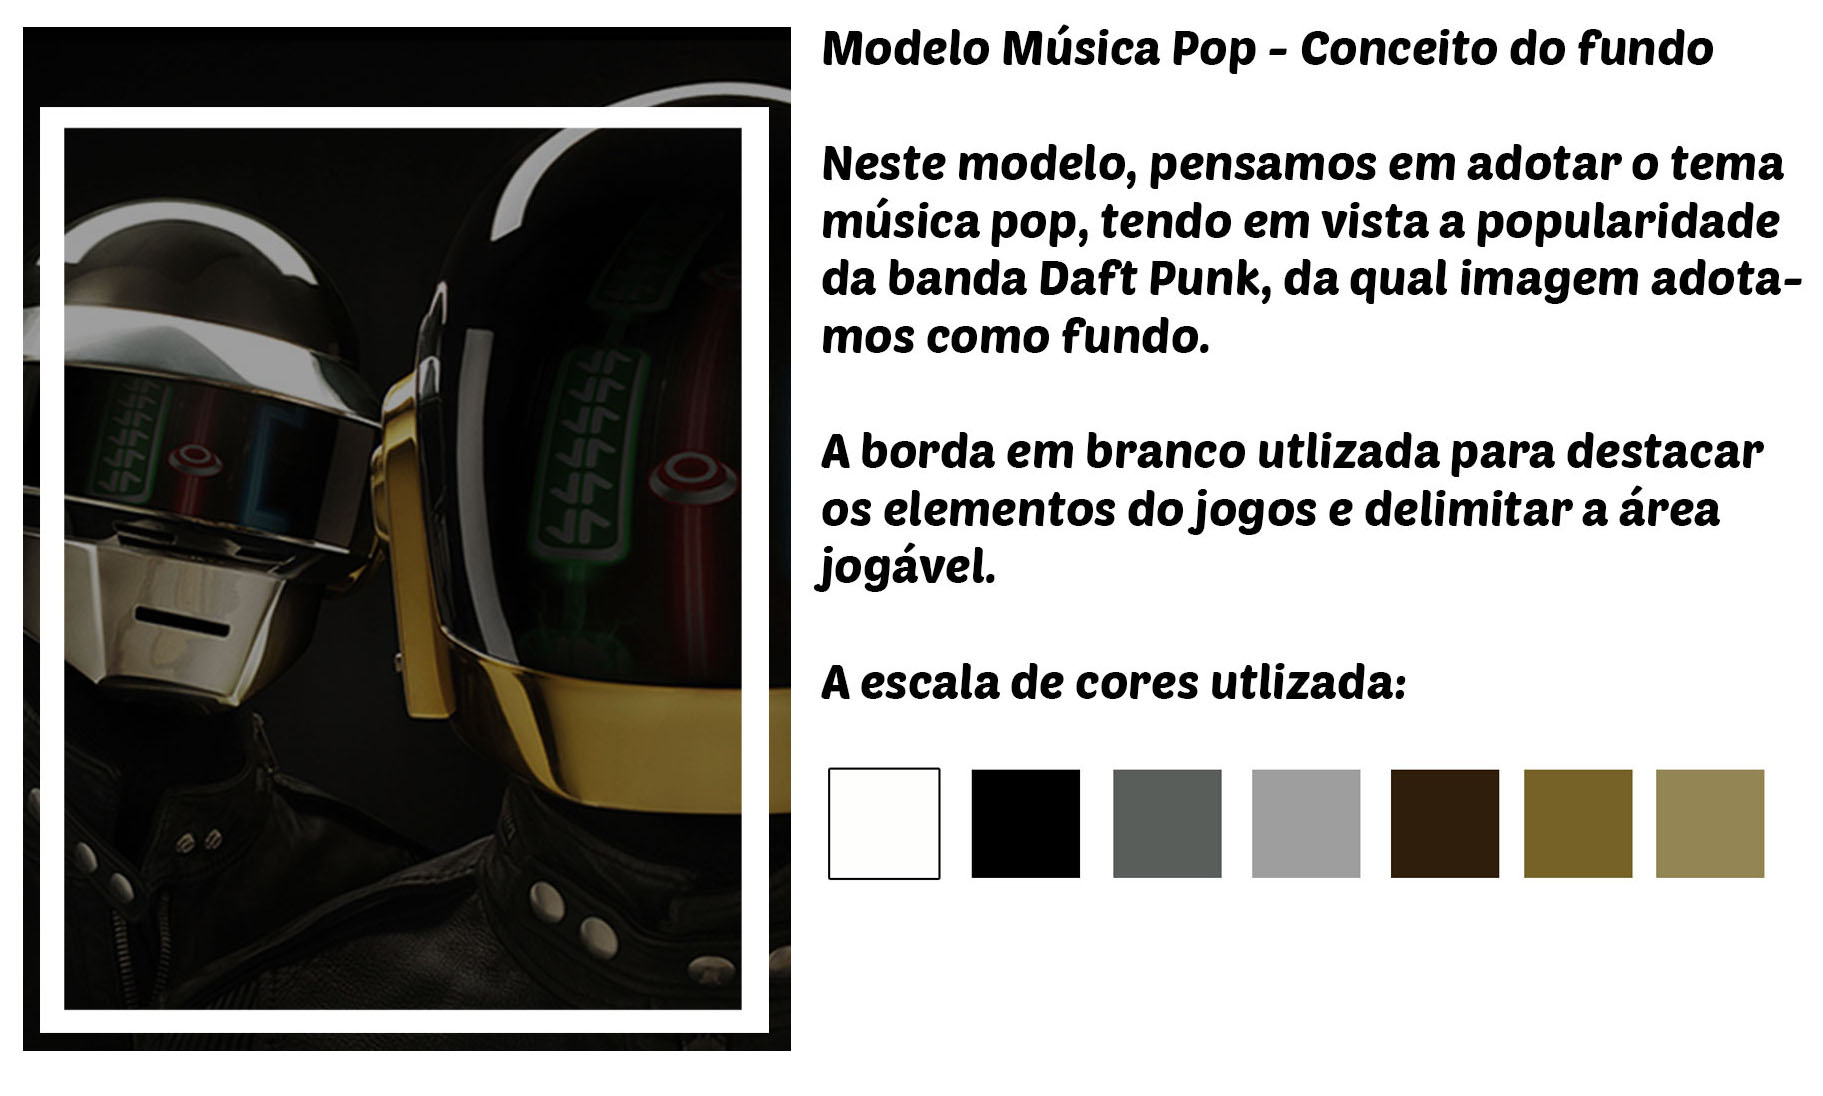 Modelo Música Pop - Conceito do fundo
Neste modelo, pensamos em adotar o tema
música pop, tendo em vista a popularidade
da banda Daft Punk, da qual imagem adota-
mos como fundo.
A borda em branco utlizada para destacar
os elementos do jogos e delimitar a área
jogável.
A escala de cores utlizada: